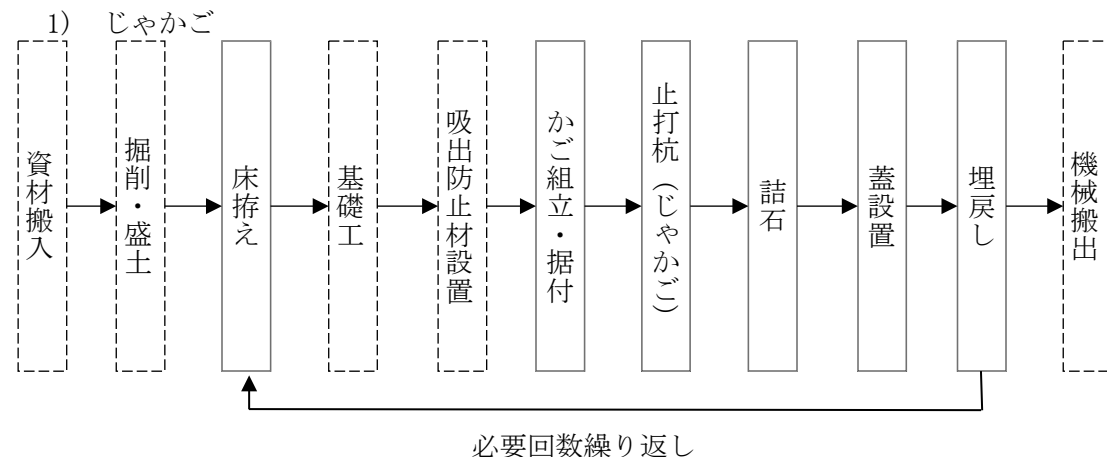 1) じゃかご
資材搬入
掘削・盛土
床拵え
基礎工
吸出防止材設置
かご組立・据付
止打杭（じゃかご）
詰石
蓋設置
埋戻し
機械搬出
必要回数繰り返し